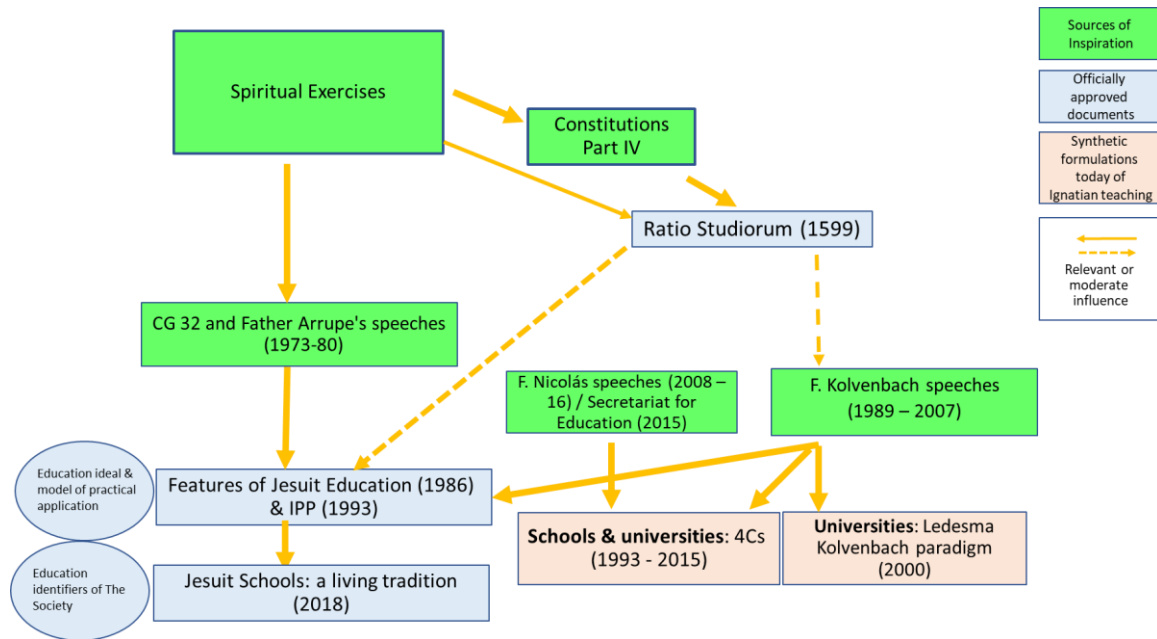 Spiritual Exercises
Constitutions
Part IV
Ratio Studiorum (1599)
CG 32 and Father Arrupe's speeches
(1973-80)
F. Nicolás speeches (2008 –
16) / Secretariat for
Education (2015)
F. Kolvenbach speeches
(1989 – 2007)
Education ideal &
model of practical
application
Features of Jesuit Education (1986)
& IPP (1993)
Schools & universities: 4Cs
(1993 - 2015)
Universities: Ledesma
Kolvenbach paradigm
(2000)
Education
identifiers of The
Society
Jesuit Schools: a living tradition
(2018)
Sources of
Inspiration
Officially
approved
documents
Synthetic
formulations
today of
Ignatian teaching
Relevant or
moderate
influence